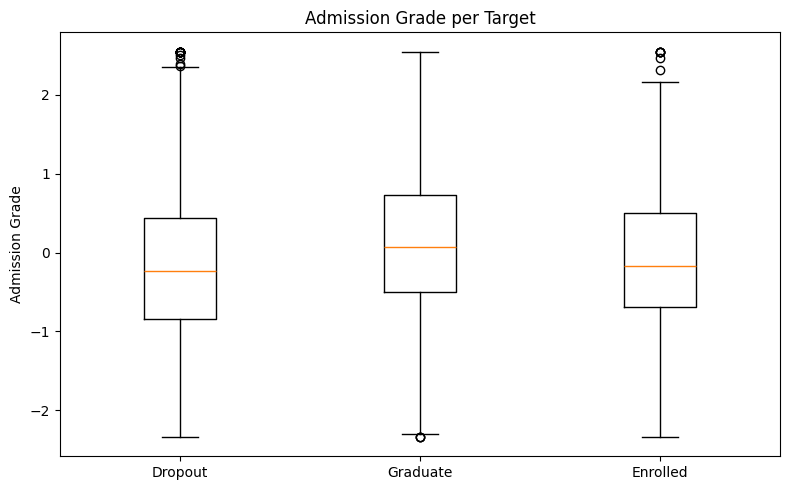 Admission Grade per Target
Admission Grade
2
1
0
−1
−2
Dropout Graduate Enrolled